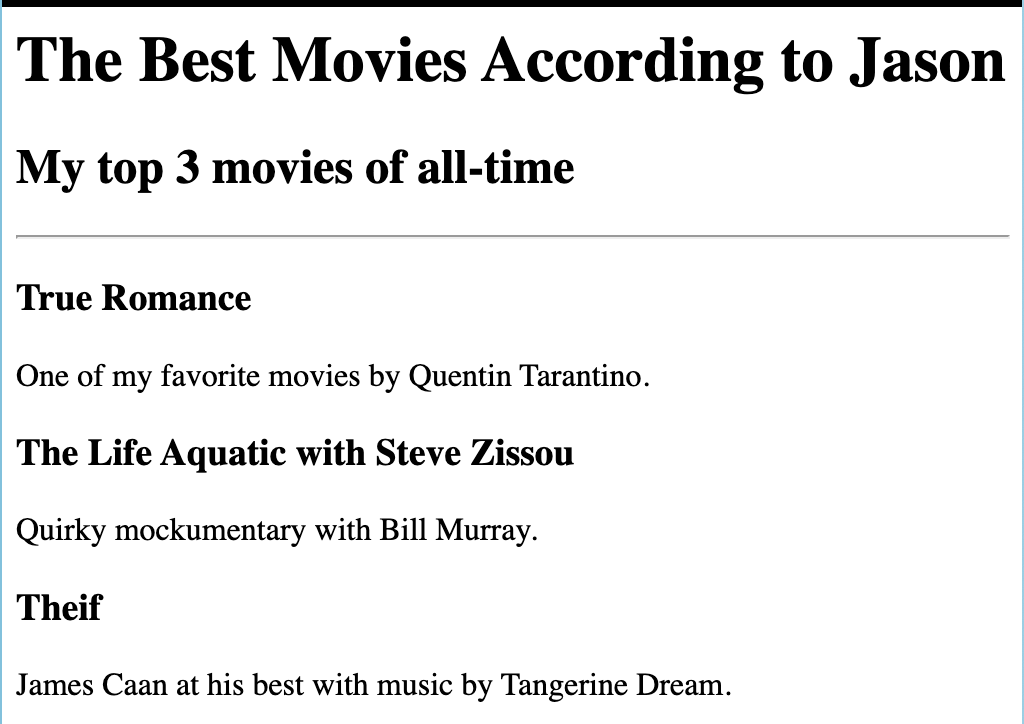 The Best Movies According to Jason
My top 3 movies of all-time
True Romance
One of my favorite movies by Quentin Tarantino.
The Life Aquatic with Steve Zissou
Quirky mockumentary with Bill Murray.
Theif
James Caan at his best with music by Tangerine Dream.